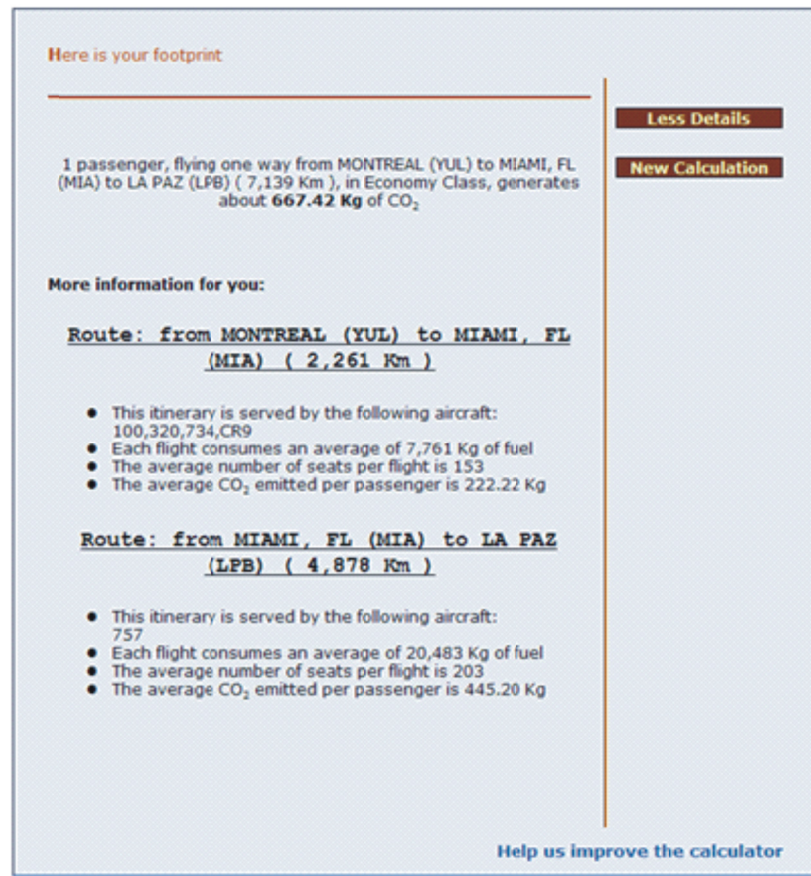 Here is your footprint
Less Details
New Calculation
1 passenger, flying one way from MONTREAL (YUL) to MIAMI, FL
(MIA) to LA PAZ (LPB) ( 7,139 Km ), in Economy Class, generates
about 667.42 Kg of CO₂
More information for you:
Route: from MONTREAL (YUL) to MIAMI, FL
(MIA) ( 2,261 Km )
● This itinerary is served by the following aircraft:
100,320,734,CR9
● Each flight consumes an average of 7,761 Kg of fuel
● The average number of seats per flight is 153
● The average CO₂ emitted per passenger is 222.22 Kg
Route: from MIAMI, FL (MIA) to LA PAZ
(LPB) ( 4,878 Km )
● This itinerary is served by the following aircraft:
757
● Each flight consumes an average of 20,483 Kg of fuel
● The average number of seats per flight is 203
● The average CO₂ emitted per passenger is 445.20 Kg
Help us improve the calculator